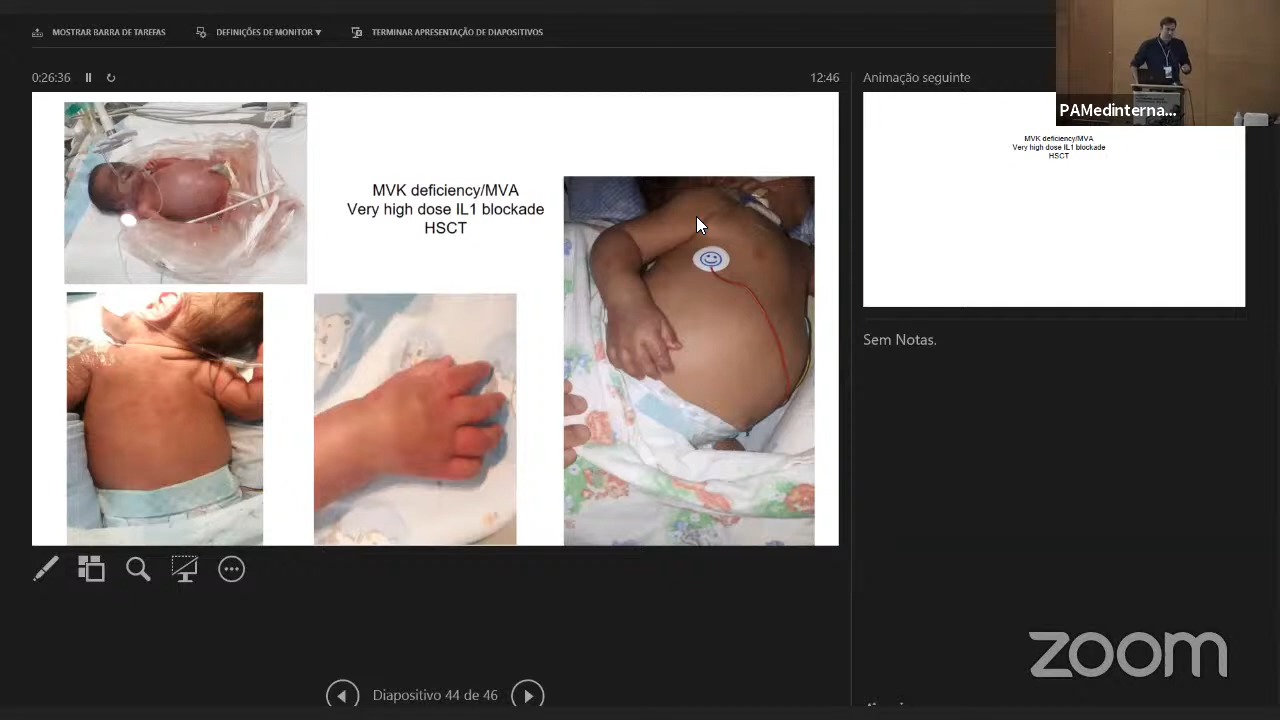 MOSTRAR BARRA DE TAREFAS
DEFINIÇÕES DE MONITOR ▾
TERMINAR APRESENTAÇÃO DE DIAPOSITIVOS
0:26:36
12:46
Animação seguinte
PAMedinterna...
MVK deficiency/MVA
Very high dose IL1 blockade
HSCT
MVK deficiency/MVA
Very high dose IL1 blockade
HSCT
Sem Notas.
Diapositivo 44 de 46
zoom